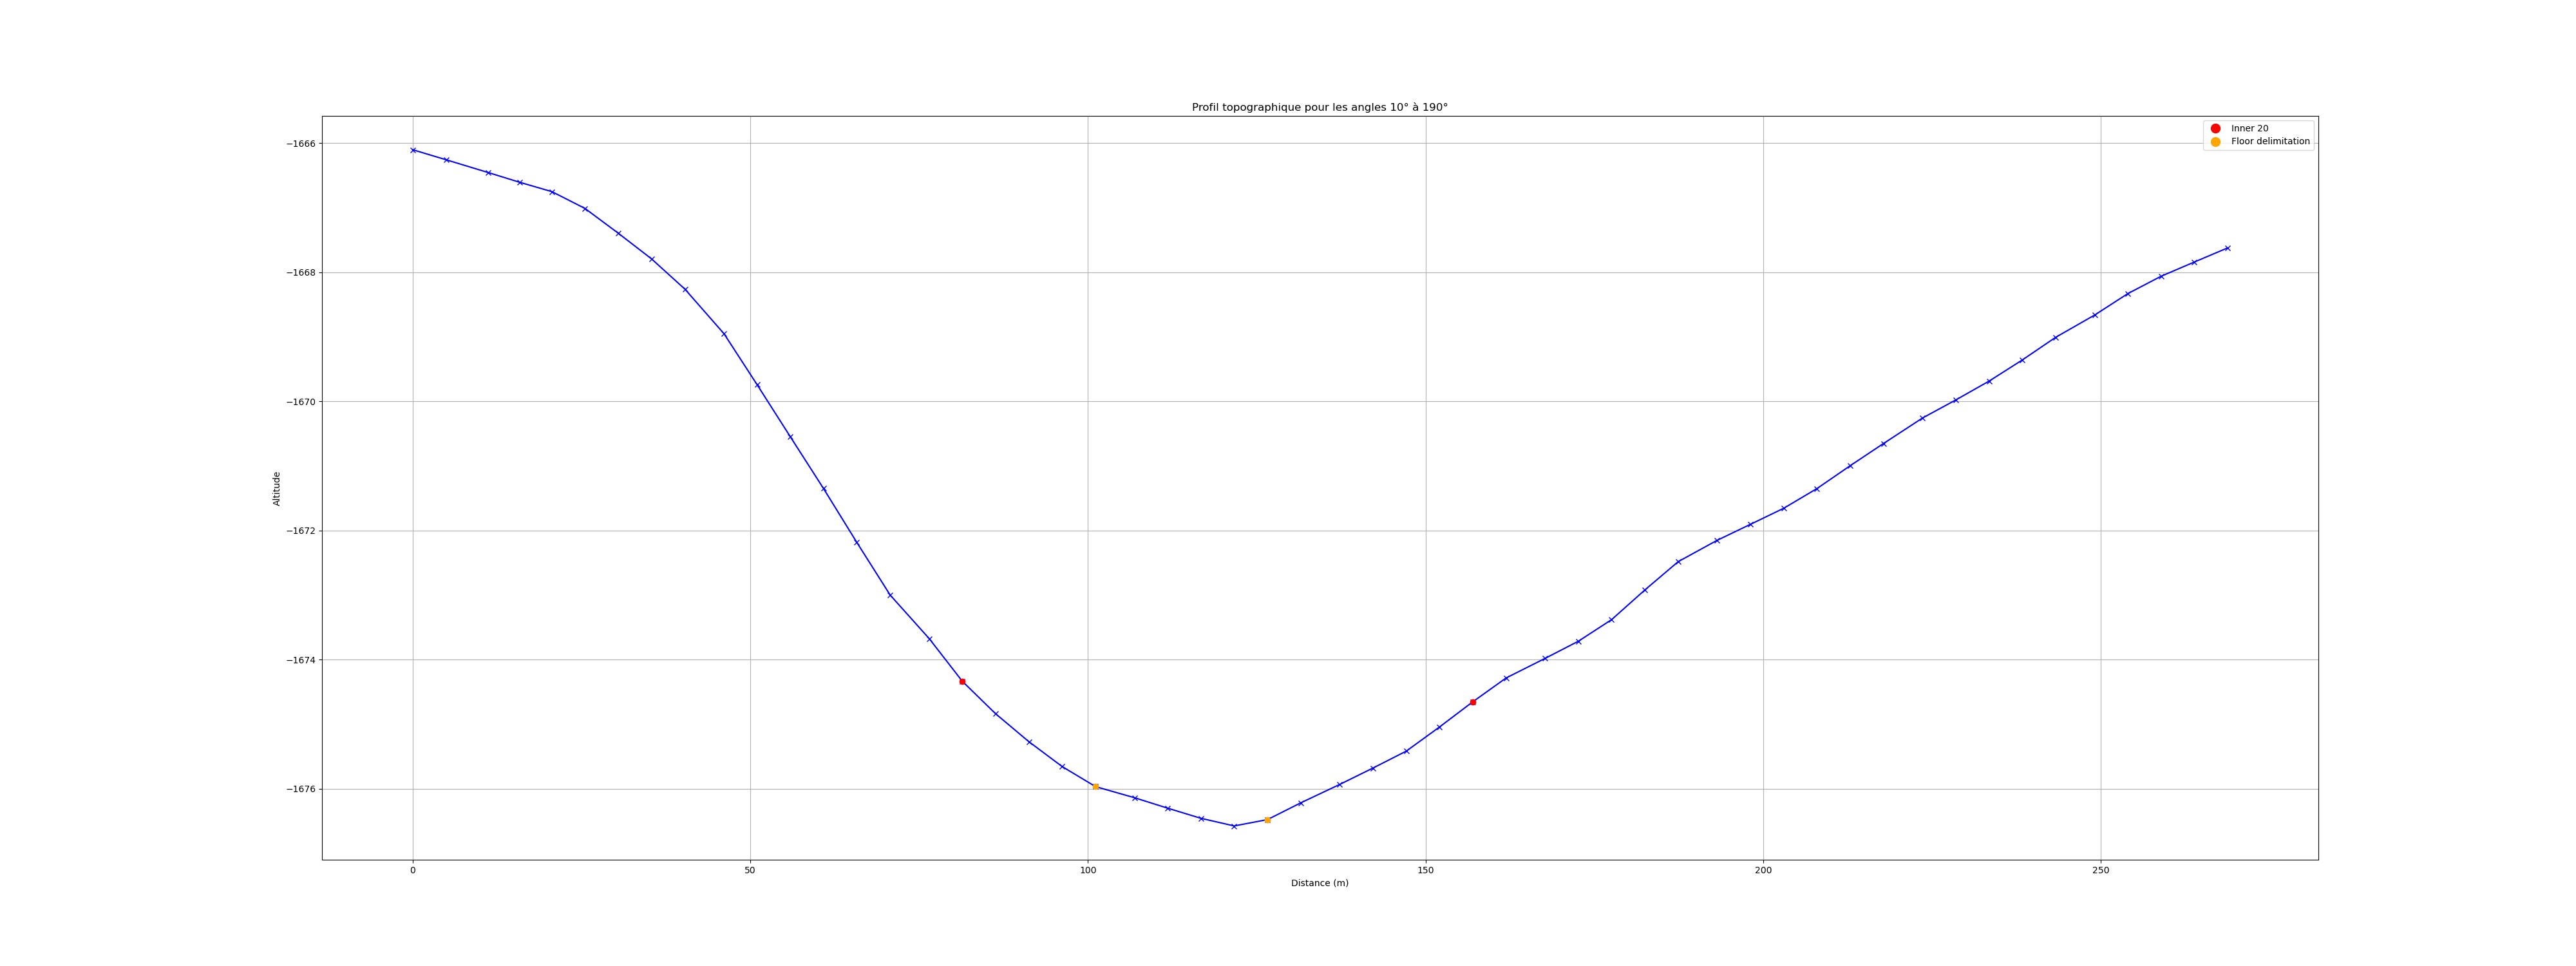 Profil topographique pour les angles 10° à 190°
Inner 20
Floor delimitation
−1666
−1668
−1670
−1672
−1674
−1676
Altitude
0
50
100
150
200
250
Distance (m)